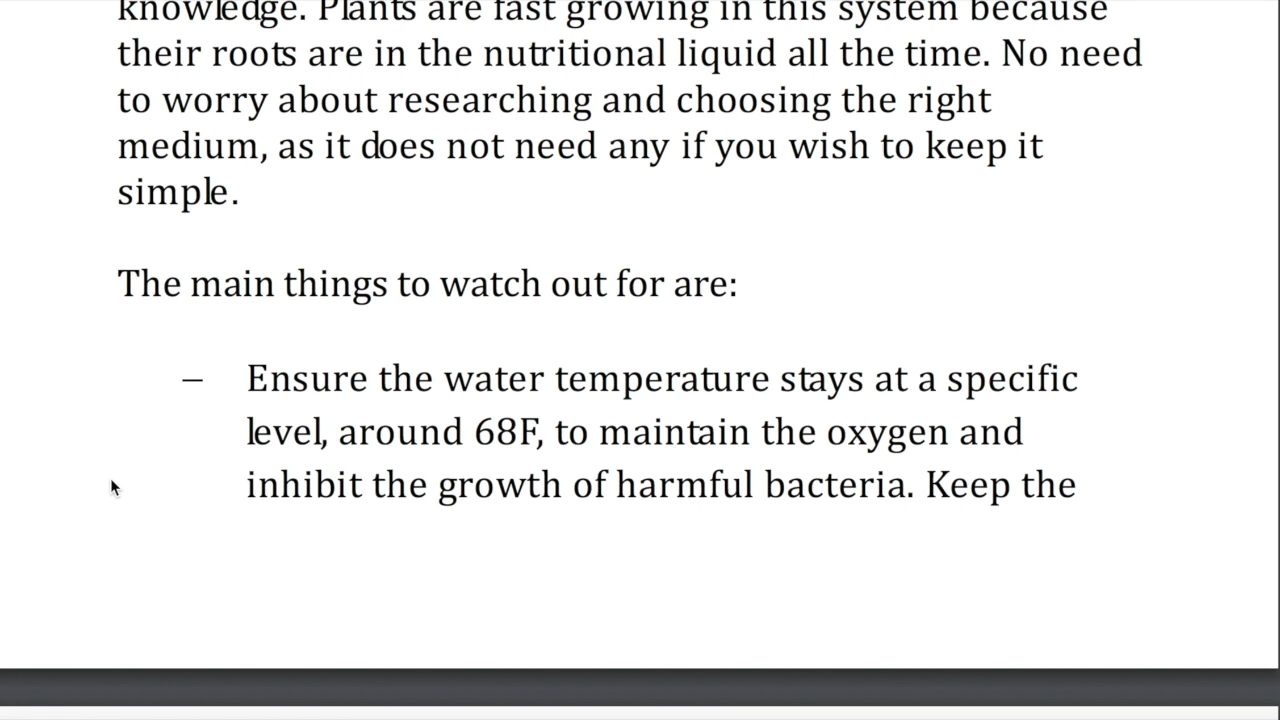 knowledge. Plants are fast growing in this system because
their roots are in the nutritional liquid all the time. No need
to worry about researching and choosing the right
medium, as it does not need any if you wish to keep it
simple.
The main things to watch out for are:
– Ensure the water temperature stays at a specific
level, around 68F, to maintain the oxygen and
inhibit the growth of harmful bacteria. Keep the